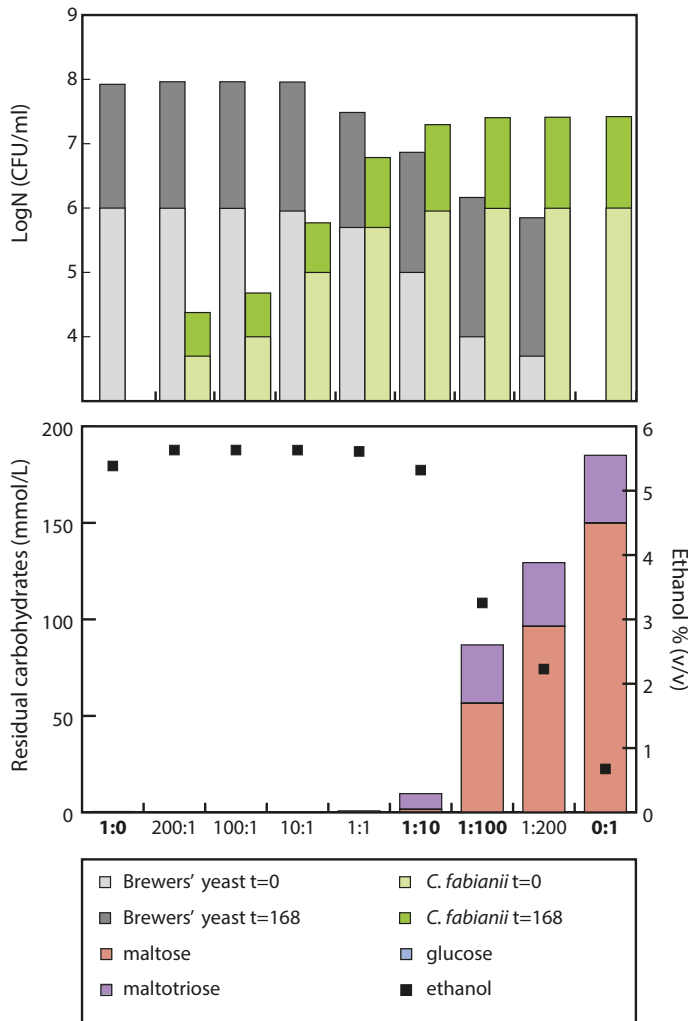 9
8
7
6
5
4
LogN (CFU/ml)
200
150
100
50
0
Residual carbohydrates (mmol/L)
6
5
4
3
2
1
0
Ethanol % (v/v)
1:0 200:1 100:1 10:1 1:1 1:10 1:100 1:200 0:1
Brewers' yeast t=0
C. fabianii t=0
Brewers' yeast t=168
C. fabianii t=168
maltose
glucose
maltotriose
ethanol